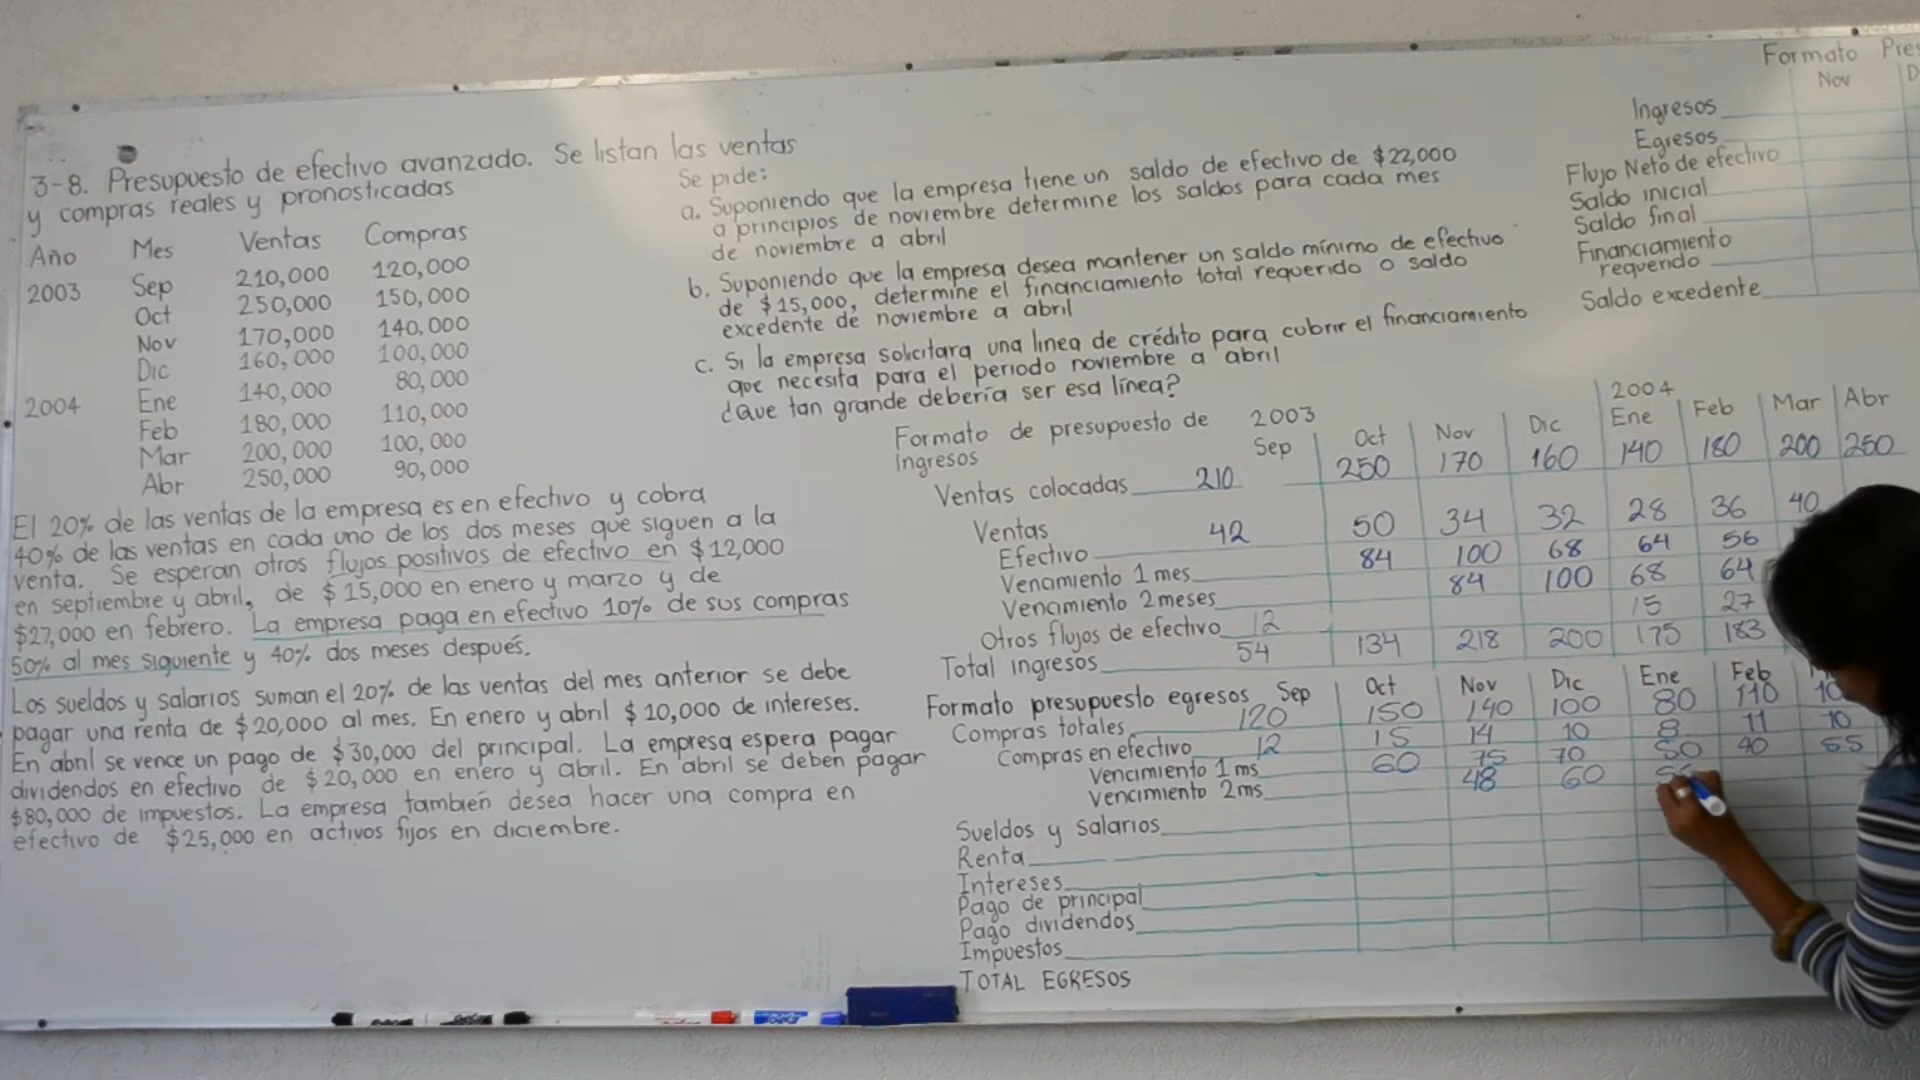 3-8. Presupuesto de efectivo avanzado. Se listan las ventas
y compras reales y pronosticadas
Año Mes Ventas Compras
2003 Sep 210,000 120,000
Oct 250,000 150,000
Nov 170,000 140,000
Dic 160,000 100,000
2004 Ene 140,000 80,000
Feb 180,000 110,000
Mar 200,000 100,000
Abr 250,000 90,000
El 20% de las ventas de la empresa es en efectivo y cobra
40% de las ventas en cada uno de los dos meses que siguen a la
venta. Se esperan otros flujos positivos de efectivo en $12,000
en septiembre y abril, de $15,000 en enero y marzo y de
$27,000 en febrero. La empresa paga en efectivo 10% de sus compras
50% al mes siguiente y 40% dos meses después.
Los sueldos y salarios suman el 20% de las ventas del mes anterior se debe
pagar una renta de $20,000 al mes. En enero y abril $10,000 de intereses.
En abril se vence un pago de $30,000 del principal. La empresa espera pagar
dividendos en efectivo de $20,000 en enero y abril. En abril se deben pagar
$80,000 de impuestos. La empresa también desea hacer una compra en
efectivo de $25,000 en activos fijos en diciembre.
Se pide:
a. Suponiendo que la empresa tiene un saldo de efectivo de $22,000
a principios de noviembre determine los saldos para cada mes
de noviembre a abril
b. Suponiendo que la empresa desea mantener un saldo mínimo de efectivo
de $15,000, determine el financiamiento total requerido o saldo
excedente de noviembre a abril
c. Si la empresa solicitara una linea de crédito para cubrir el financiamiento
que necesita para el periodo noviembre a abril
¿Que tan grande debería ser esa línea?
Formato
Nov
Ingresos
Egresos
Flujo Neto de efectivo
Saldo inicial
Saldo final
Financiamiento
requerido
Saldo excedente
Formato de presupuesto de 2003 2004
Ingresos Sep Oct Nov Dic Ene Feb Mar Abr
Ventas colocadas 210 250 170 160 140 180 200 250
Ventas
Efectivo 42 50 34 32 28 36 40
Vencimiento 1 mes 84 100 68 64 56
Vencimiento 2 meses 84 100 68 64
Otros flujos de efectivo 12 15 27
Total ingresos 54 134 218 200 175 183
Formato presupuesto egresos Sep Oct Nov Dic Ene Feb
Compras totales 120 150 140 100 80 110
Compras en efectivo 12 15 14 10 8 11 10
Vencimiento 1 ms 60 75 70 50 40 55
Vencimiento 2 ms 48 60
Sueldos y salarios
Renta
Intereses
Pago de principal
Pago dividendos
Impuestos
TOTAL EGRESOS